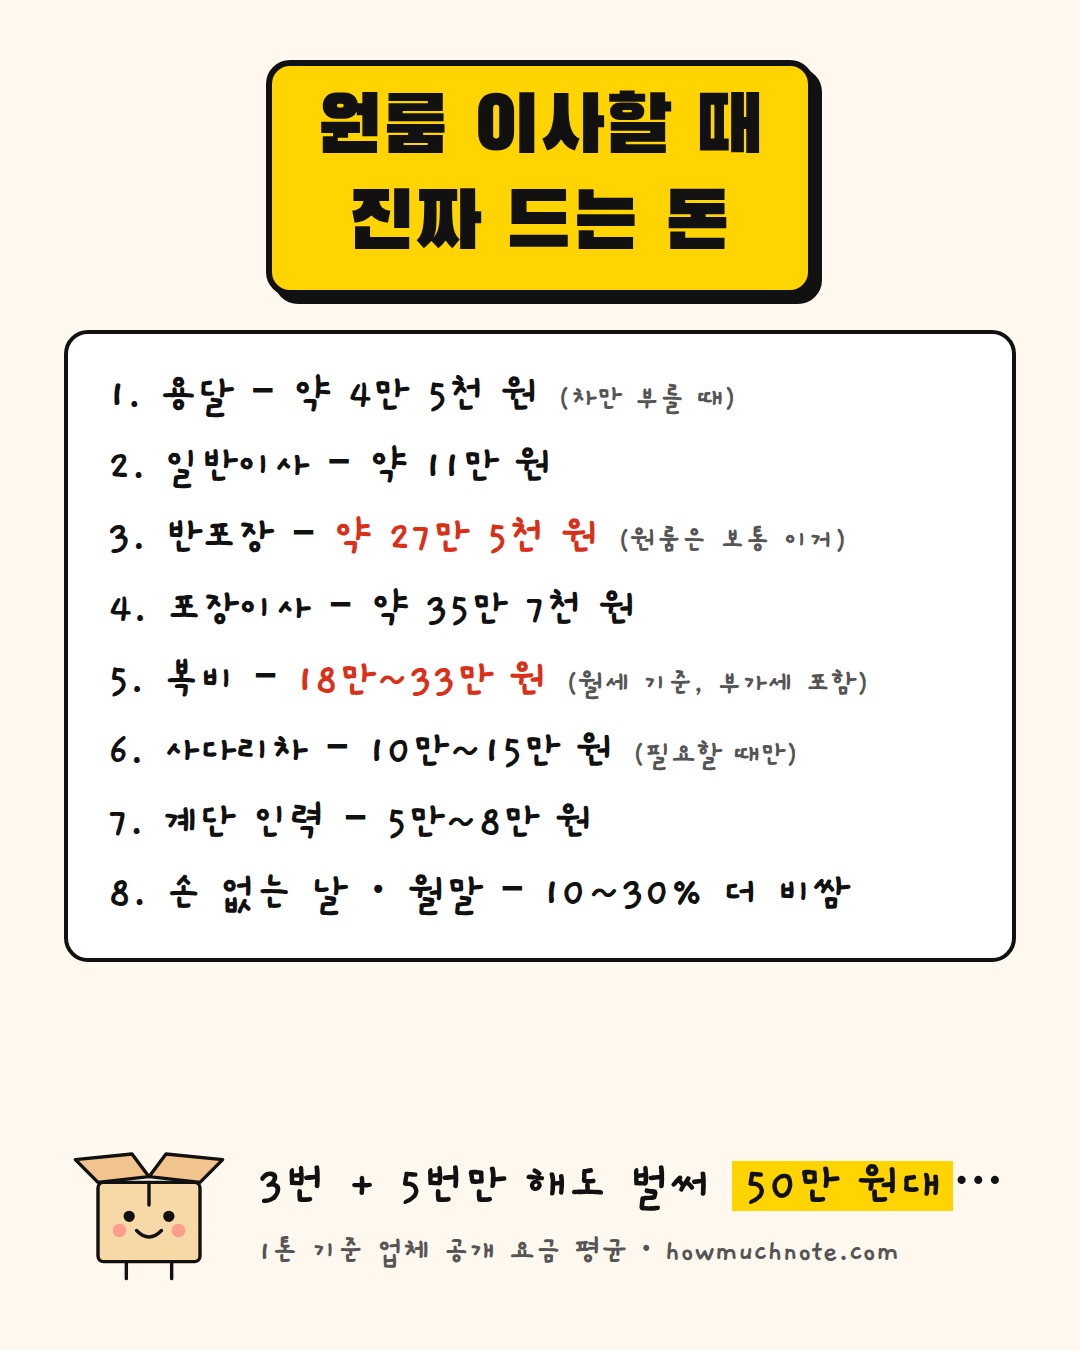 원룸 이사할 때
진짜 드는 돈
1. 용달 – 약 4만 5천 원 (차만 부를 때)
2. 일반이사 – 약 11만 원
3. 반포장 – 약 27만 5천 원 (원룸은 보통 이거)
4. 포장이사 – 약 35만 7천 원
5. 복비 – 18만~33만 원 (월세 기준, 부가세 포함)
6. 사다리차 – 10만~15만 원 (필요할 때만)
7. 계단 인력 – 5만~8만 원
8. 손 없는 날 · 월말 – 10~30% 더 비쌈
3번 + 5번만 해도 벌써 50만 원대…
1톤 기준 업체 공개 요금 평균 · howmuchnote.com